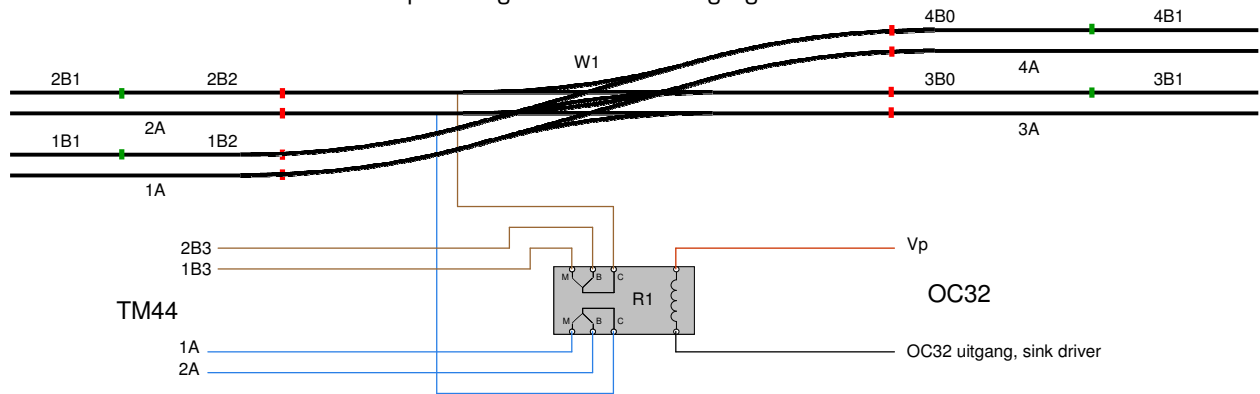 4B0 4B1
W1
2B1 2B2 4A 3B0 3B1
2A 3A
1B1 1B2
1A
2B3 Vp
1B3
M B C
R1 OC32
TM44
M B C
1A OC32 uitgang, sink driver
2A